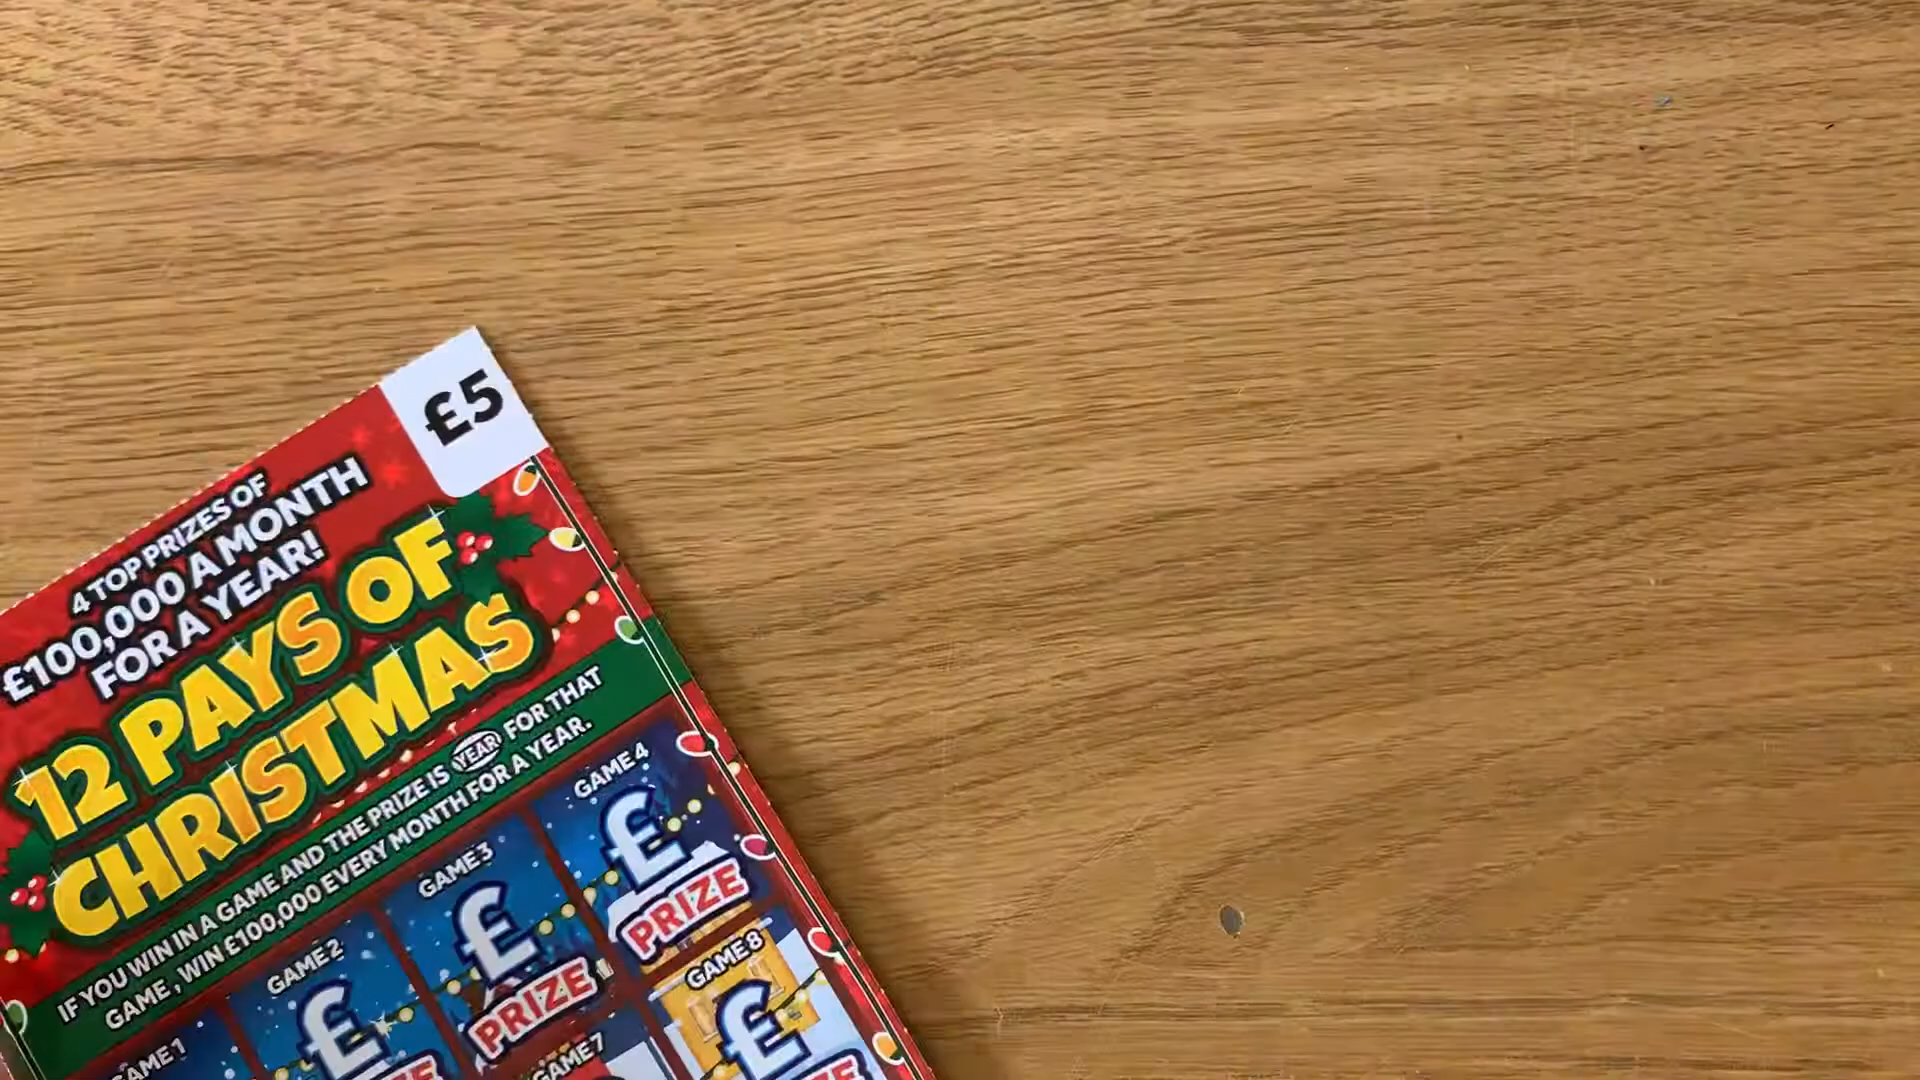 £5
4 TOP PRIZES OF
£100,000 A MONTH
FOR A YEAR!
12 PAYS OF
CHRISTMAS
IF YOU WIN IN A GAME AND THE PRIZE IS YEAR FOR THAT
GAME, WIN £100,000 EVERY MONTH FOR A YEAR.
GAME 1
GAME 2
£
GAME 3
£
PRIZE
GAME 4
£
PRIZE
GAME 7
GAME 8
£